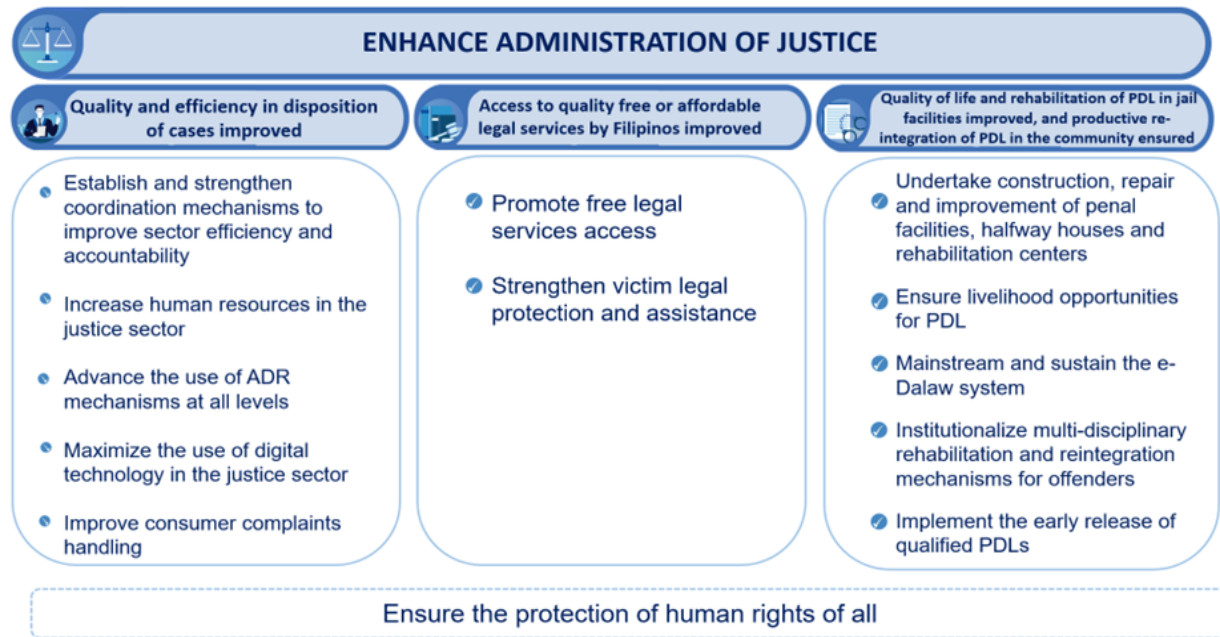 ENHANCE ADMINISTRATION OF JUSTICE
Quality and efficiency in disposition
of cases improved
Establish and strengthen
coordination mechanisms to
improve sector efficiency and
accountability
Increase human resources in the
justice sector
Advance the use of ADR
mechanisms at all levels
Maximize the use of digital
technology in the justice sector
Improve consumer complaints
handling
Access to quality free or affordable
legal services by Filipinos improved
Promote free legal
services access
Strengthen victim legal
protection and assistance
Quality of life and rehabilitation of PDL in jail
facilities improved, and productive re-
integration of PDL in the community ensured
Undertake construction, repair
and improvement of penal
facilities, halfway houses and
rehabilitation centers
Ensure livelihood opportunities
for PDL
Mainstream and sustain the e-
Dalaw system
Institutionalize multi-disciplinary
rehabilitation and reintegration
mechanisms for offenders
Implement the early release of
qualified PDLs
Ensure the protection of human rights of all